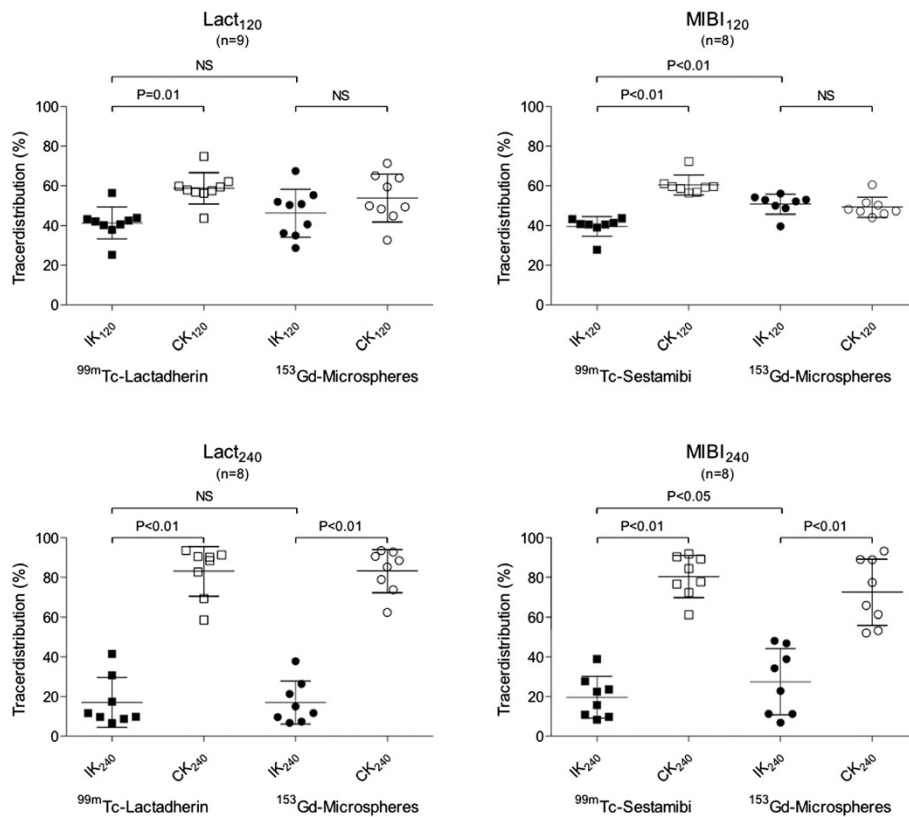 Lact₁₂₀
(n=9)
NS
P=0.01
NS
Tracerdistribution (%)
100
80
60
40
20
0
IK₁₂₀
CK₁₂₀
IK₁₂₀
CK₁₂₀
⁹⁹ᵐTc-Lactadherin
¹⁵³Gd-Microspheres
MIBI₁₂₀
(n=8)
P<0.01
P<0.01
NS
Tracerdistribution (%)
100
80
60
40
20
0
IK₁₂₀
CK₁₂₀
IK₁₂₀
CK₁₂₀
⁹⁹ᵐTc-Sestamibi
¹⁵³Gd-Microspheres
Lact₂₄₀
(n=8)
NS
P<0.01
P<0.01
Tracerdistribution (%)
100
80
60
40
20
0
IK₂₄₀
CK₂₄₀
IK₂₄₀
CK₂₄₀
⁹⁹ᵐTc-Lactadherin
¹⁵³Gd-Microspheres
MIBI₂₄₀
(n=8)
P<0.05
P<0.01
P<0.01
Tracerdistribution (%)
100
80
60
40
20
0
IK₂₄₀
CK₂₄₀
IK₂₄₀
CK₂₄₀
⁹⁹ᵐTc-Sestamibi
¹⁵³Gd-Microspheres